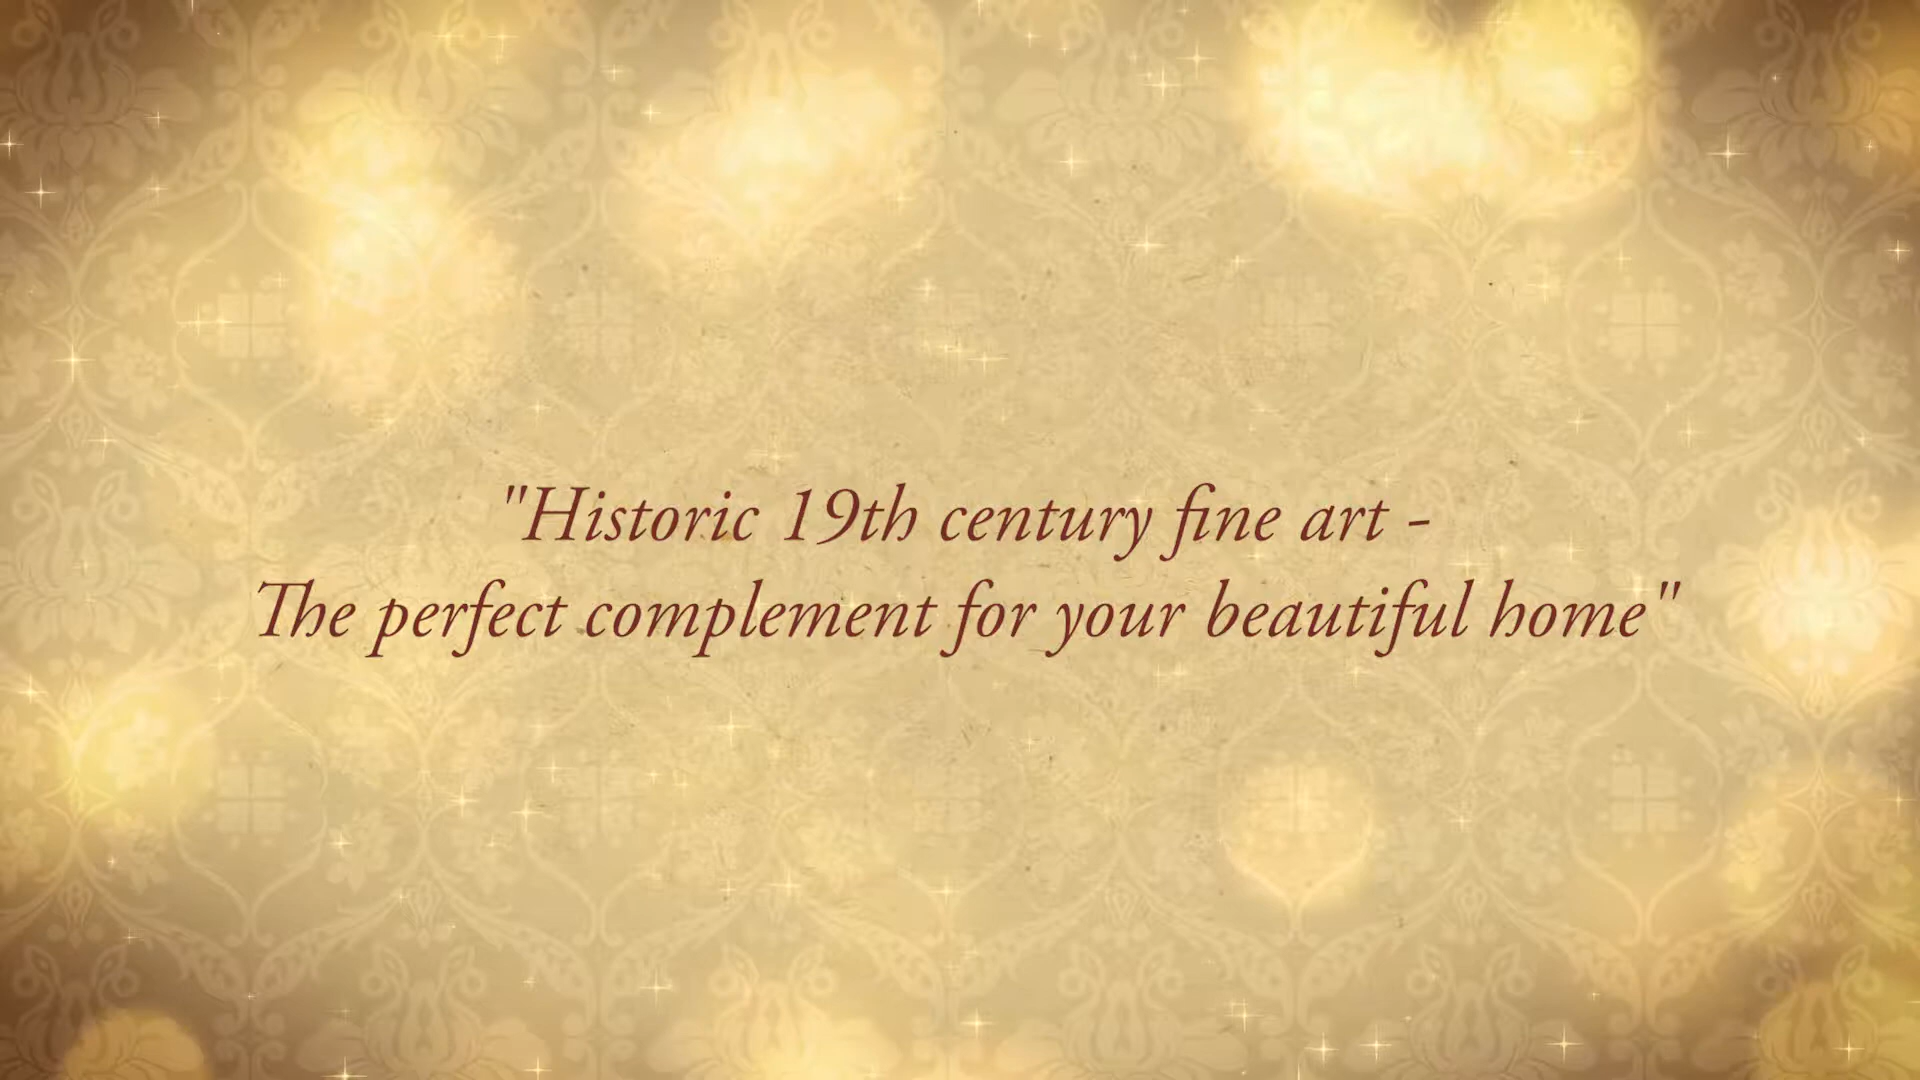 "Historic 19th century fine art -
The perfect complement for your beautiful home"